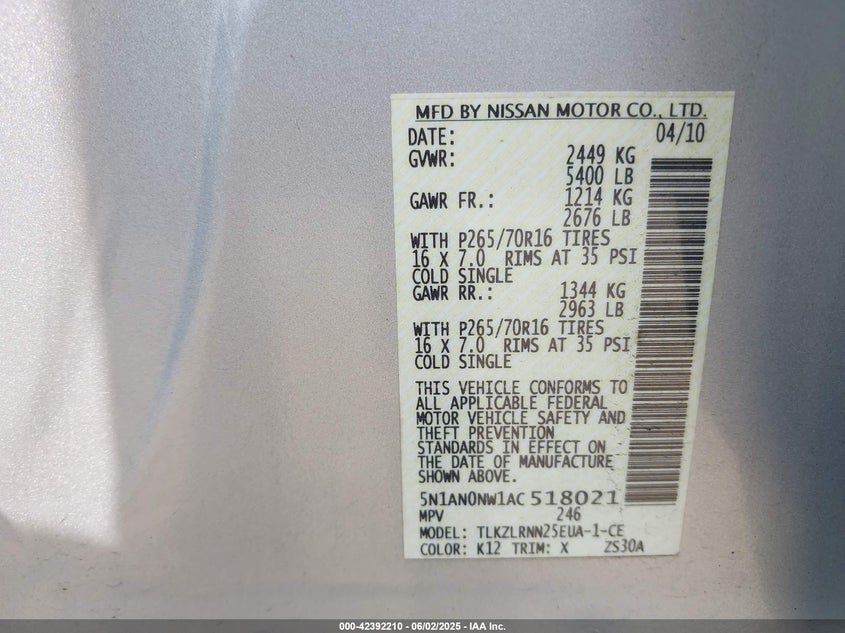 MFD BY NISSAN MOTOR CO., LTD.
DATE: 04/10
GVWR: 2449 KG
5400 LB
GAWR FR.: 1214 KG
2676 LB
WITH P265/70R16 TIRES
16 X 7.0 RIMS AT 35 PSI
COLD SINGLE
GAWR RR.: 1344 KG
2963 LB
WITH P265/70R16 TIRES
16 X 7.0 RIMS AT 35 PSI
COLD SINGLE
THIS VEHICLE CONFORMS TO
ALL APPLICABLE FEDERAL
MOTOR VEHICLE SAFETY AND
THEFT PREVENTION
STANDARDS IN EFFECT ON
THE DATE OF MANUFACTURE
SHOWN ABOVE.
5N1AN0NW1AC518021
MPV 246
MODEL: TLKZLRNN25EUA-1-CE
COLOR: K12 TRIM: X ZS30A
000-42392210 - 06/02/2025 - IAA Inc.